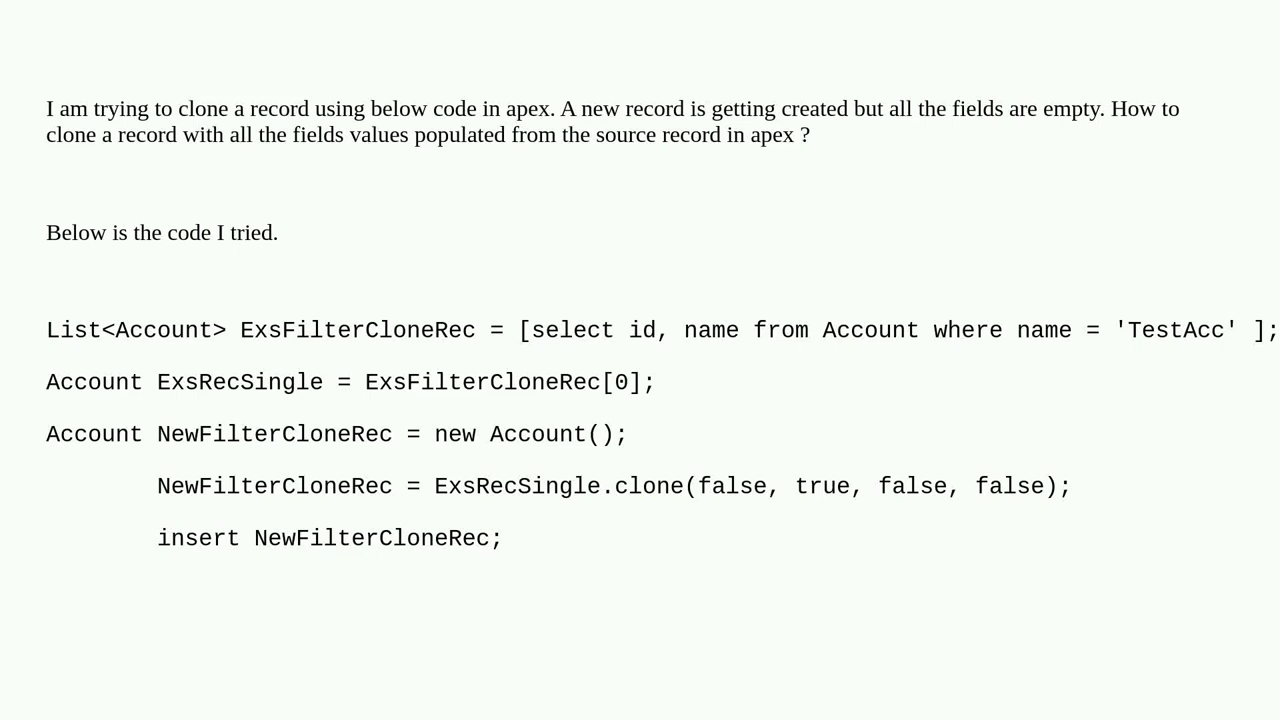 I am trying to clone a record using below code in apex. A new record is getting created but all the fields are empty. How to
clone a record with all the fields values populated from the source record in apex ?
Below is the code I tried.
List<Account> ExsFilterCloneRec = [select id, name from Account where name = 'TestAcc' ];
Account ExsRecSingle = ExsFilterCloneRec[0];
Account NewFilterCloneRec = new Account();
NewFilterCloneRec = ExsRecSingle.clone(false, true, false, false);
insert NewFilterCloneRec;